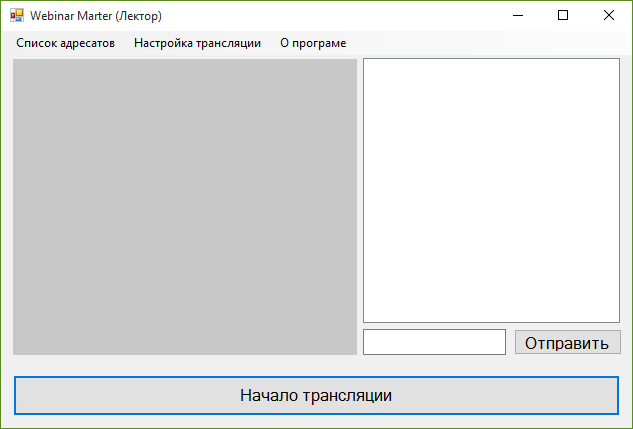 Webinar Marter (Лектор)
Список адресатов Настройка трансляции О програме
Отправить
Начало трансляции